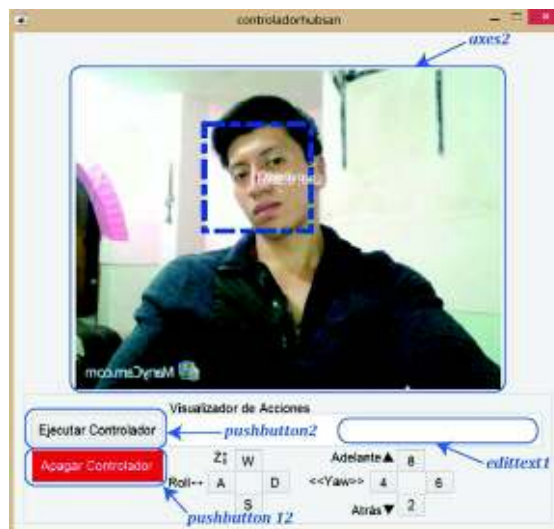 controladorhubsan
axes2
ManyCam.com
Visualizador de Acciones
Ejecutar Controlador
pushbutton2
edittext1
Apagar Controlador
Z↕ W
Adelante▲ 8
Roll↔ A D
<<Yaw>> 4 6
S
Atrás▼ 2
pushbutton 12